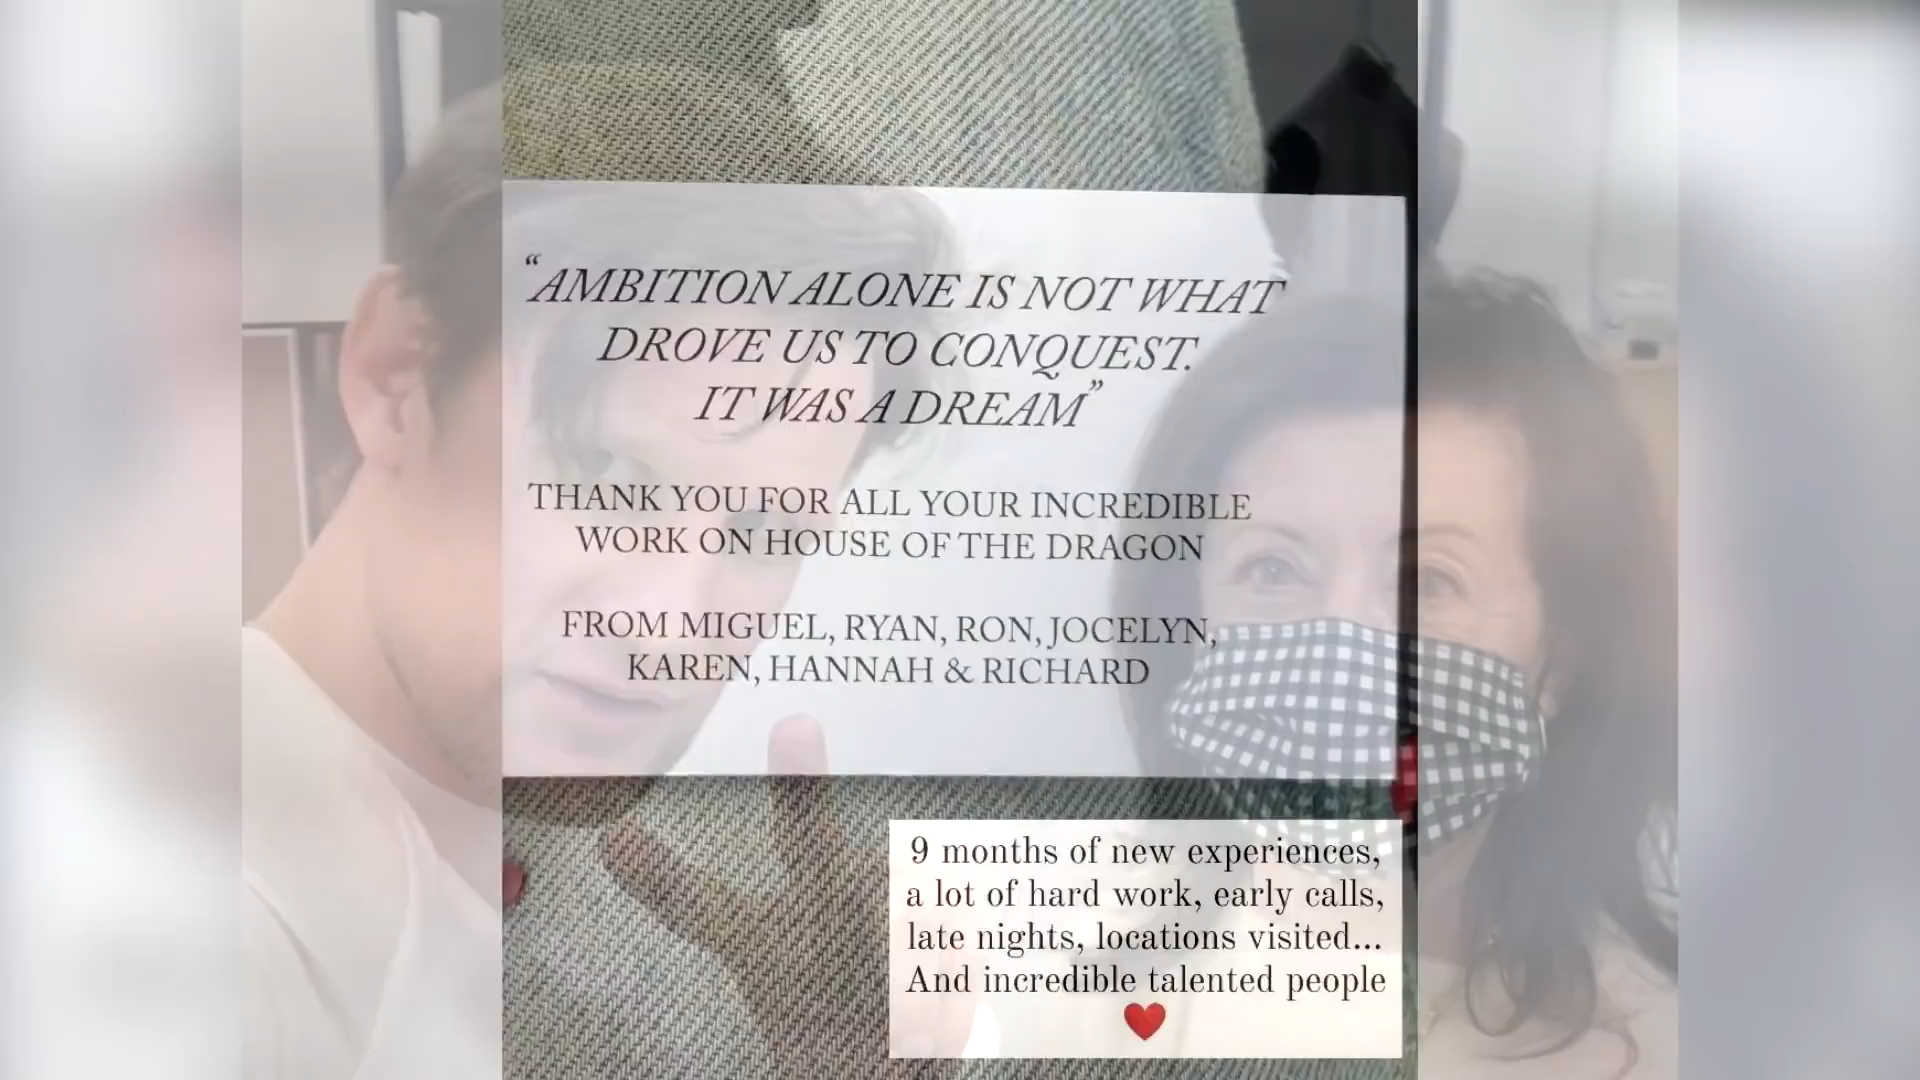 “AMBITION ALONE IS NOT WHAT
DROVE US TO CONQUEST.
IT WAS A DREAM”
THANK YOU FOR ALL YOUR INCREDIBLE
WORK ON HOUSE OF THE DRAGON
FROM MIGUEL, RYAN, RON, JOCELYN,
KAREN, HANNAH & RICHARD
9 months of new experiences,
a lot of hard work, early calls,
late nights, locations visited...
And incredible talented people
❤️